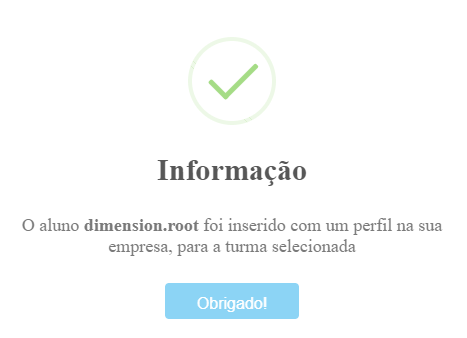 Informação
O aluno dimension.root foi inserido com um perfil na sua
empresa, para a turma selecionada
Obrigado!